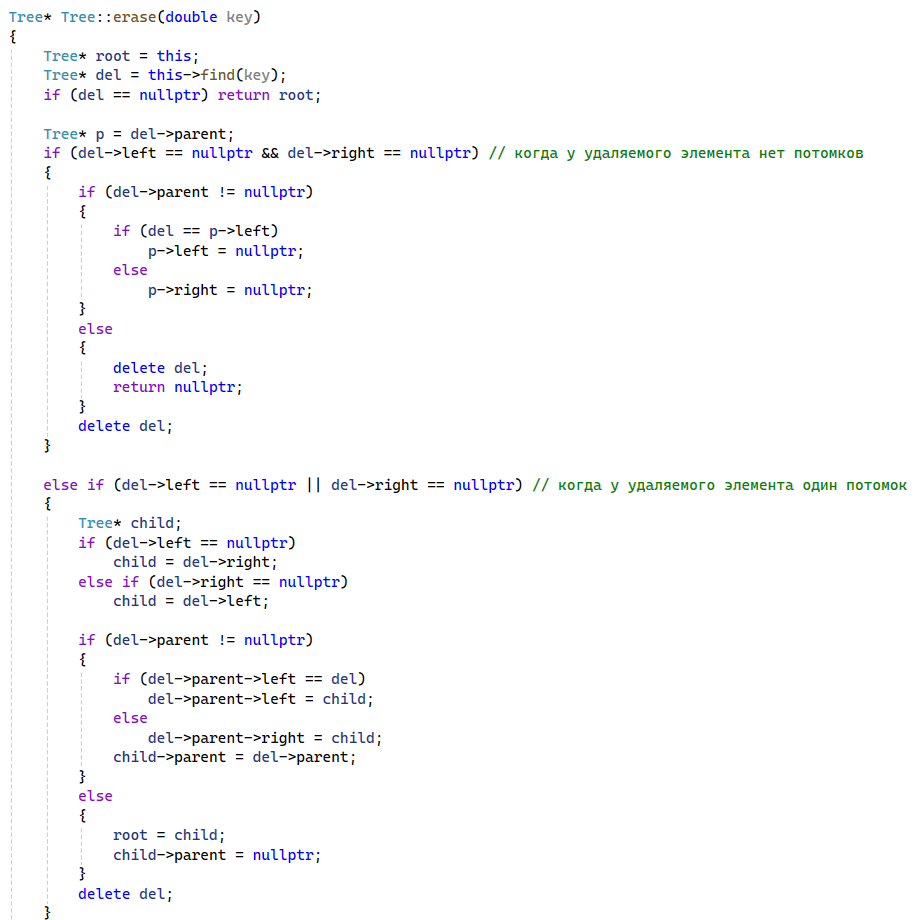 Tree* Tree::erase(double key)
{
    Tree* root = this;
    Tree* del = this->find(key);
    if (del == nullptr) return root;

    Tree* p = del->parent;
    if (del->left == nullptr && del->right == nullptr) // когда у удаляемого элемента нет потомков
    {
        if (del->parent != nullptr)
        {
            if (del == p->left)
                p->left = nullptr;
            else
                p->right = nullptr;
        }
        else
        {
            delete del;
            return nullptr;
        }
        delete del;
    }

    else if (del->left == nullptr || del->right == nullptr) // когда у удаляемого элемента один потомок
    {
        Tree* child;
        if (del->left == nullptr)
            child = del->right;
        else if (del->right == nullptr)
            child = del->left;

        if (del->parent != nullptr)
        {
            if (del->parent->left == del)
                del->parent->left = child;
            else
                del->parent->right = child;
            child->parent = del->parent;
        }
        else
        {
            root = child;
            child->parent = nullptr;
        }
        delete del;
    }